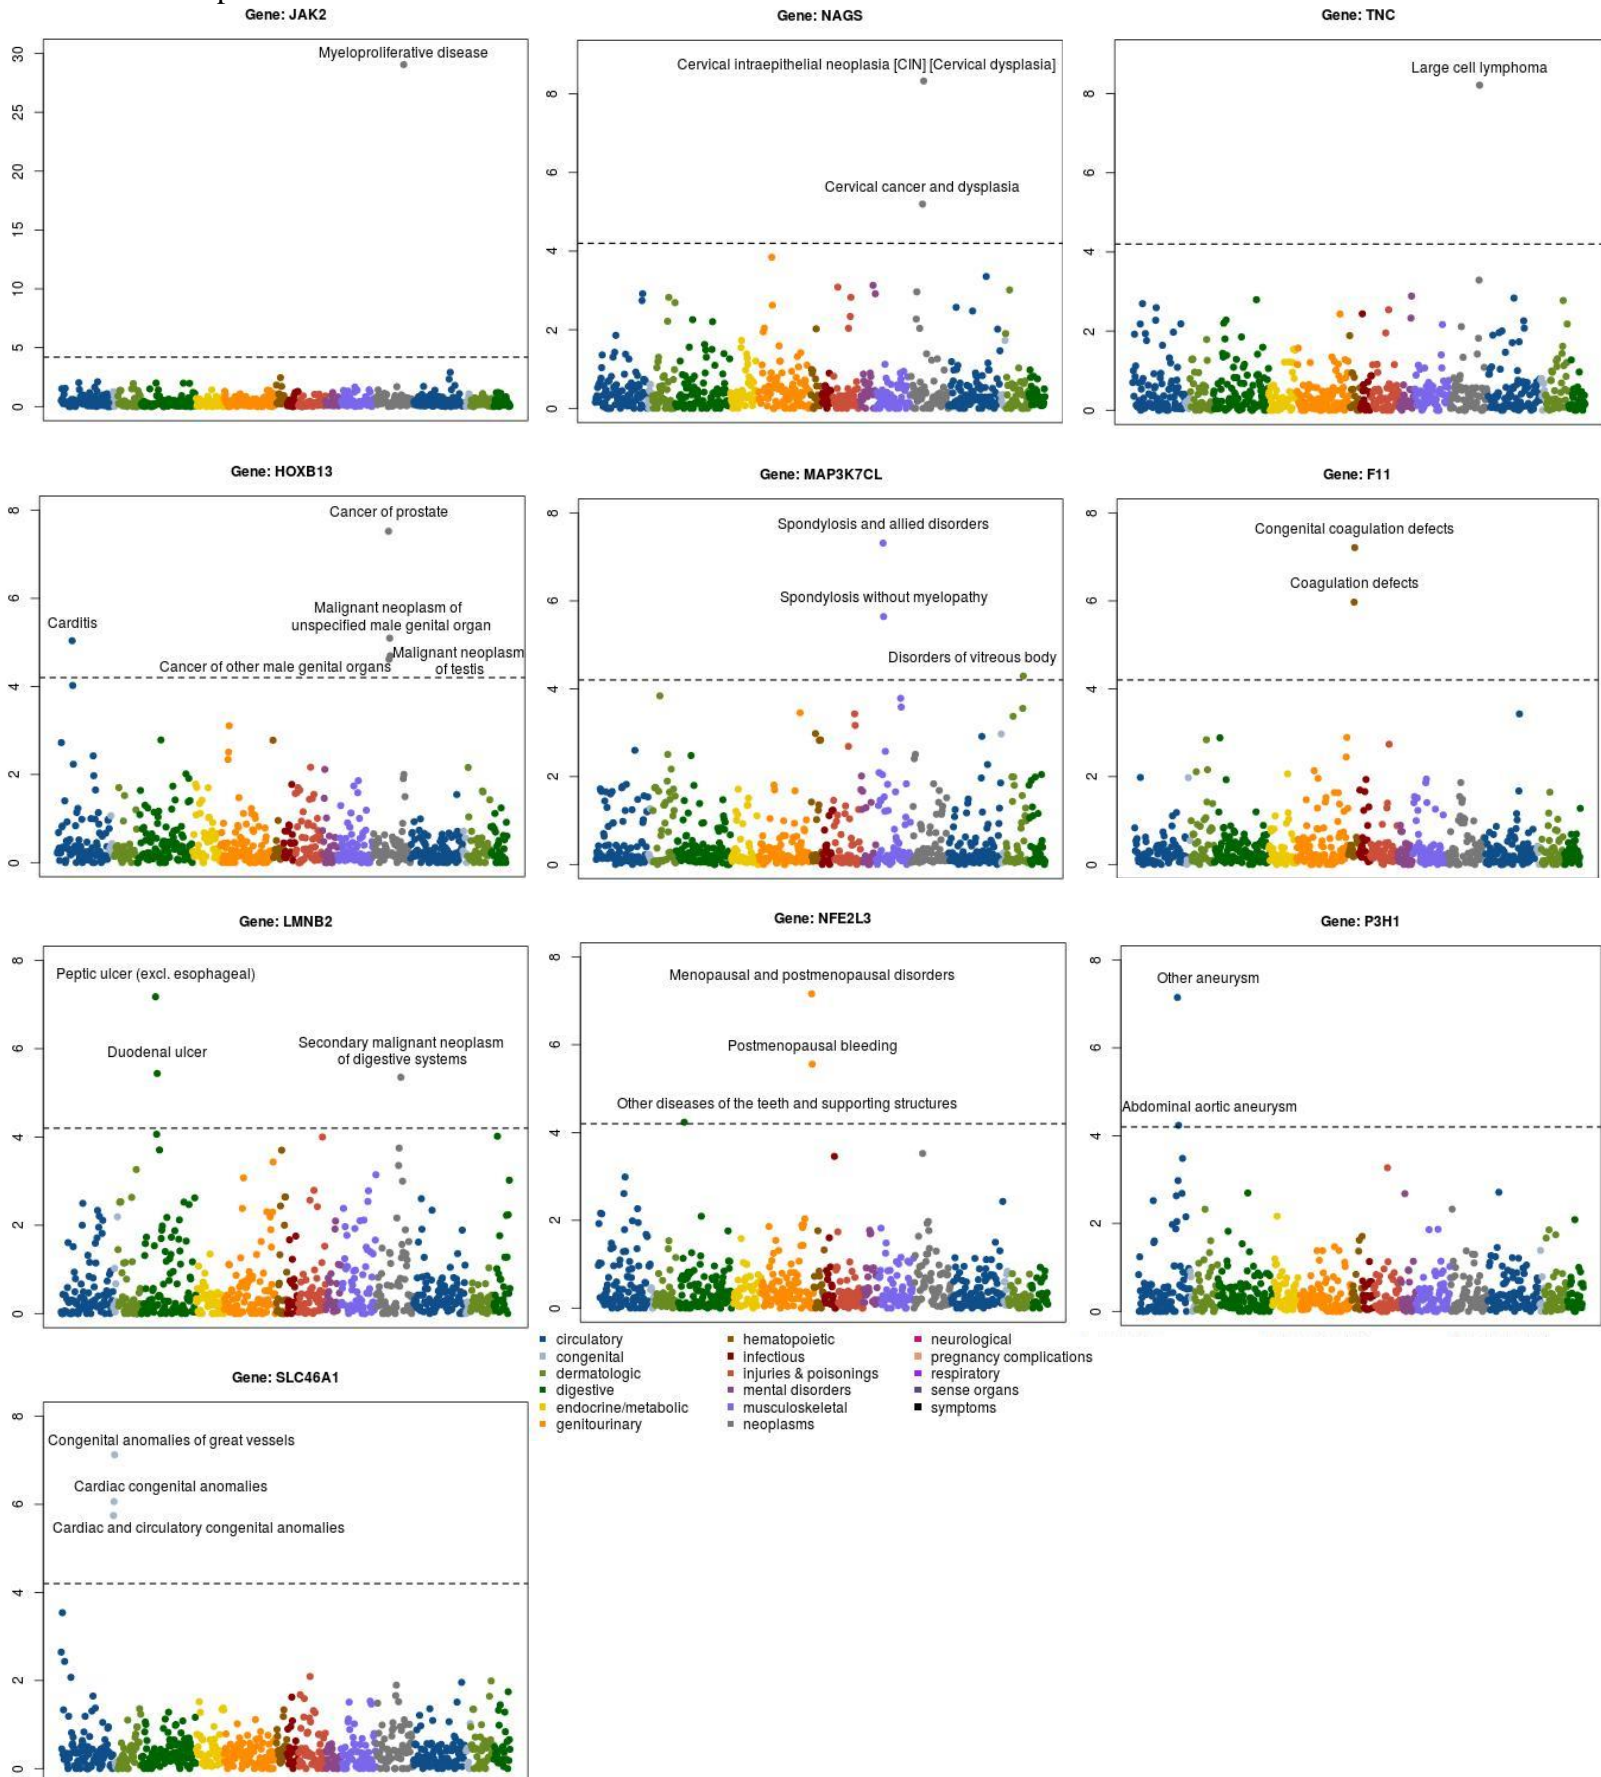 Gene: JAK2
30
25
20
15
10
5
0
Myeloproliferative disease
Gene: NAGS
8
6
4
2
0
Cervical intraepithelial neoplasia [CIN] [Cervical dysplasia]
Cervical cancer and dysplasia
Gene: TNC
8
6
4
2
0
Large cell lymphoma
Gene: HOXB13
8
6
4
2
0
Cancer of prostate
Malignant neoplasm of
unspecified male genital organ
Carditis
Malignant neoplasm
of testis
Cancer of other male genital organs
Gene: MAP3K7CL
8
6
4
2
0
Spondylosis and allied disorders
Spondylosis without myelopathy
Disorders of vitreous body
Gene: F11
8
6
4
2
0
Congenital coagulation defects
Coagulation defects
Gene: LMNB2
8
6
4
2
0
Peptic ulcer (excl. esophageal)
Duodenal ulcer
Secondary malignant neoplasm
of digestive systems
Gene: NFE2L3
8
6
4
2
0
Menopausal and postmenopausal disorders
Postmenopausal bleeding
Other diseases of the teeth and supporting structures
Gene: P3H1
8
6
4
2
0
Other aneurysm
Abdominal aortic aneurysm
Gene: SLC46A1
8
6
4
2
0
Congenital anomalies of great vessels
Cardiac congenital anomalies
Cardiac and circulatory congenital anomalies
circulatory
congenital
dermatologic
digestive
endocrine/metabolic
genitourinary
hematopoietic
infectious
injuries & poisonings
mental disorders
musculoskeletal
neoplasms
neurological
pregnancy complications
respiratory
sense organs
symptoms